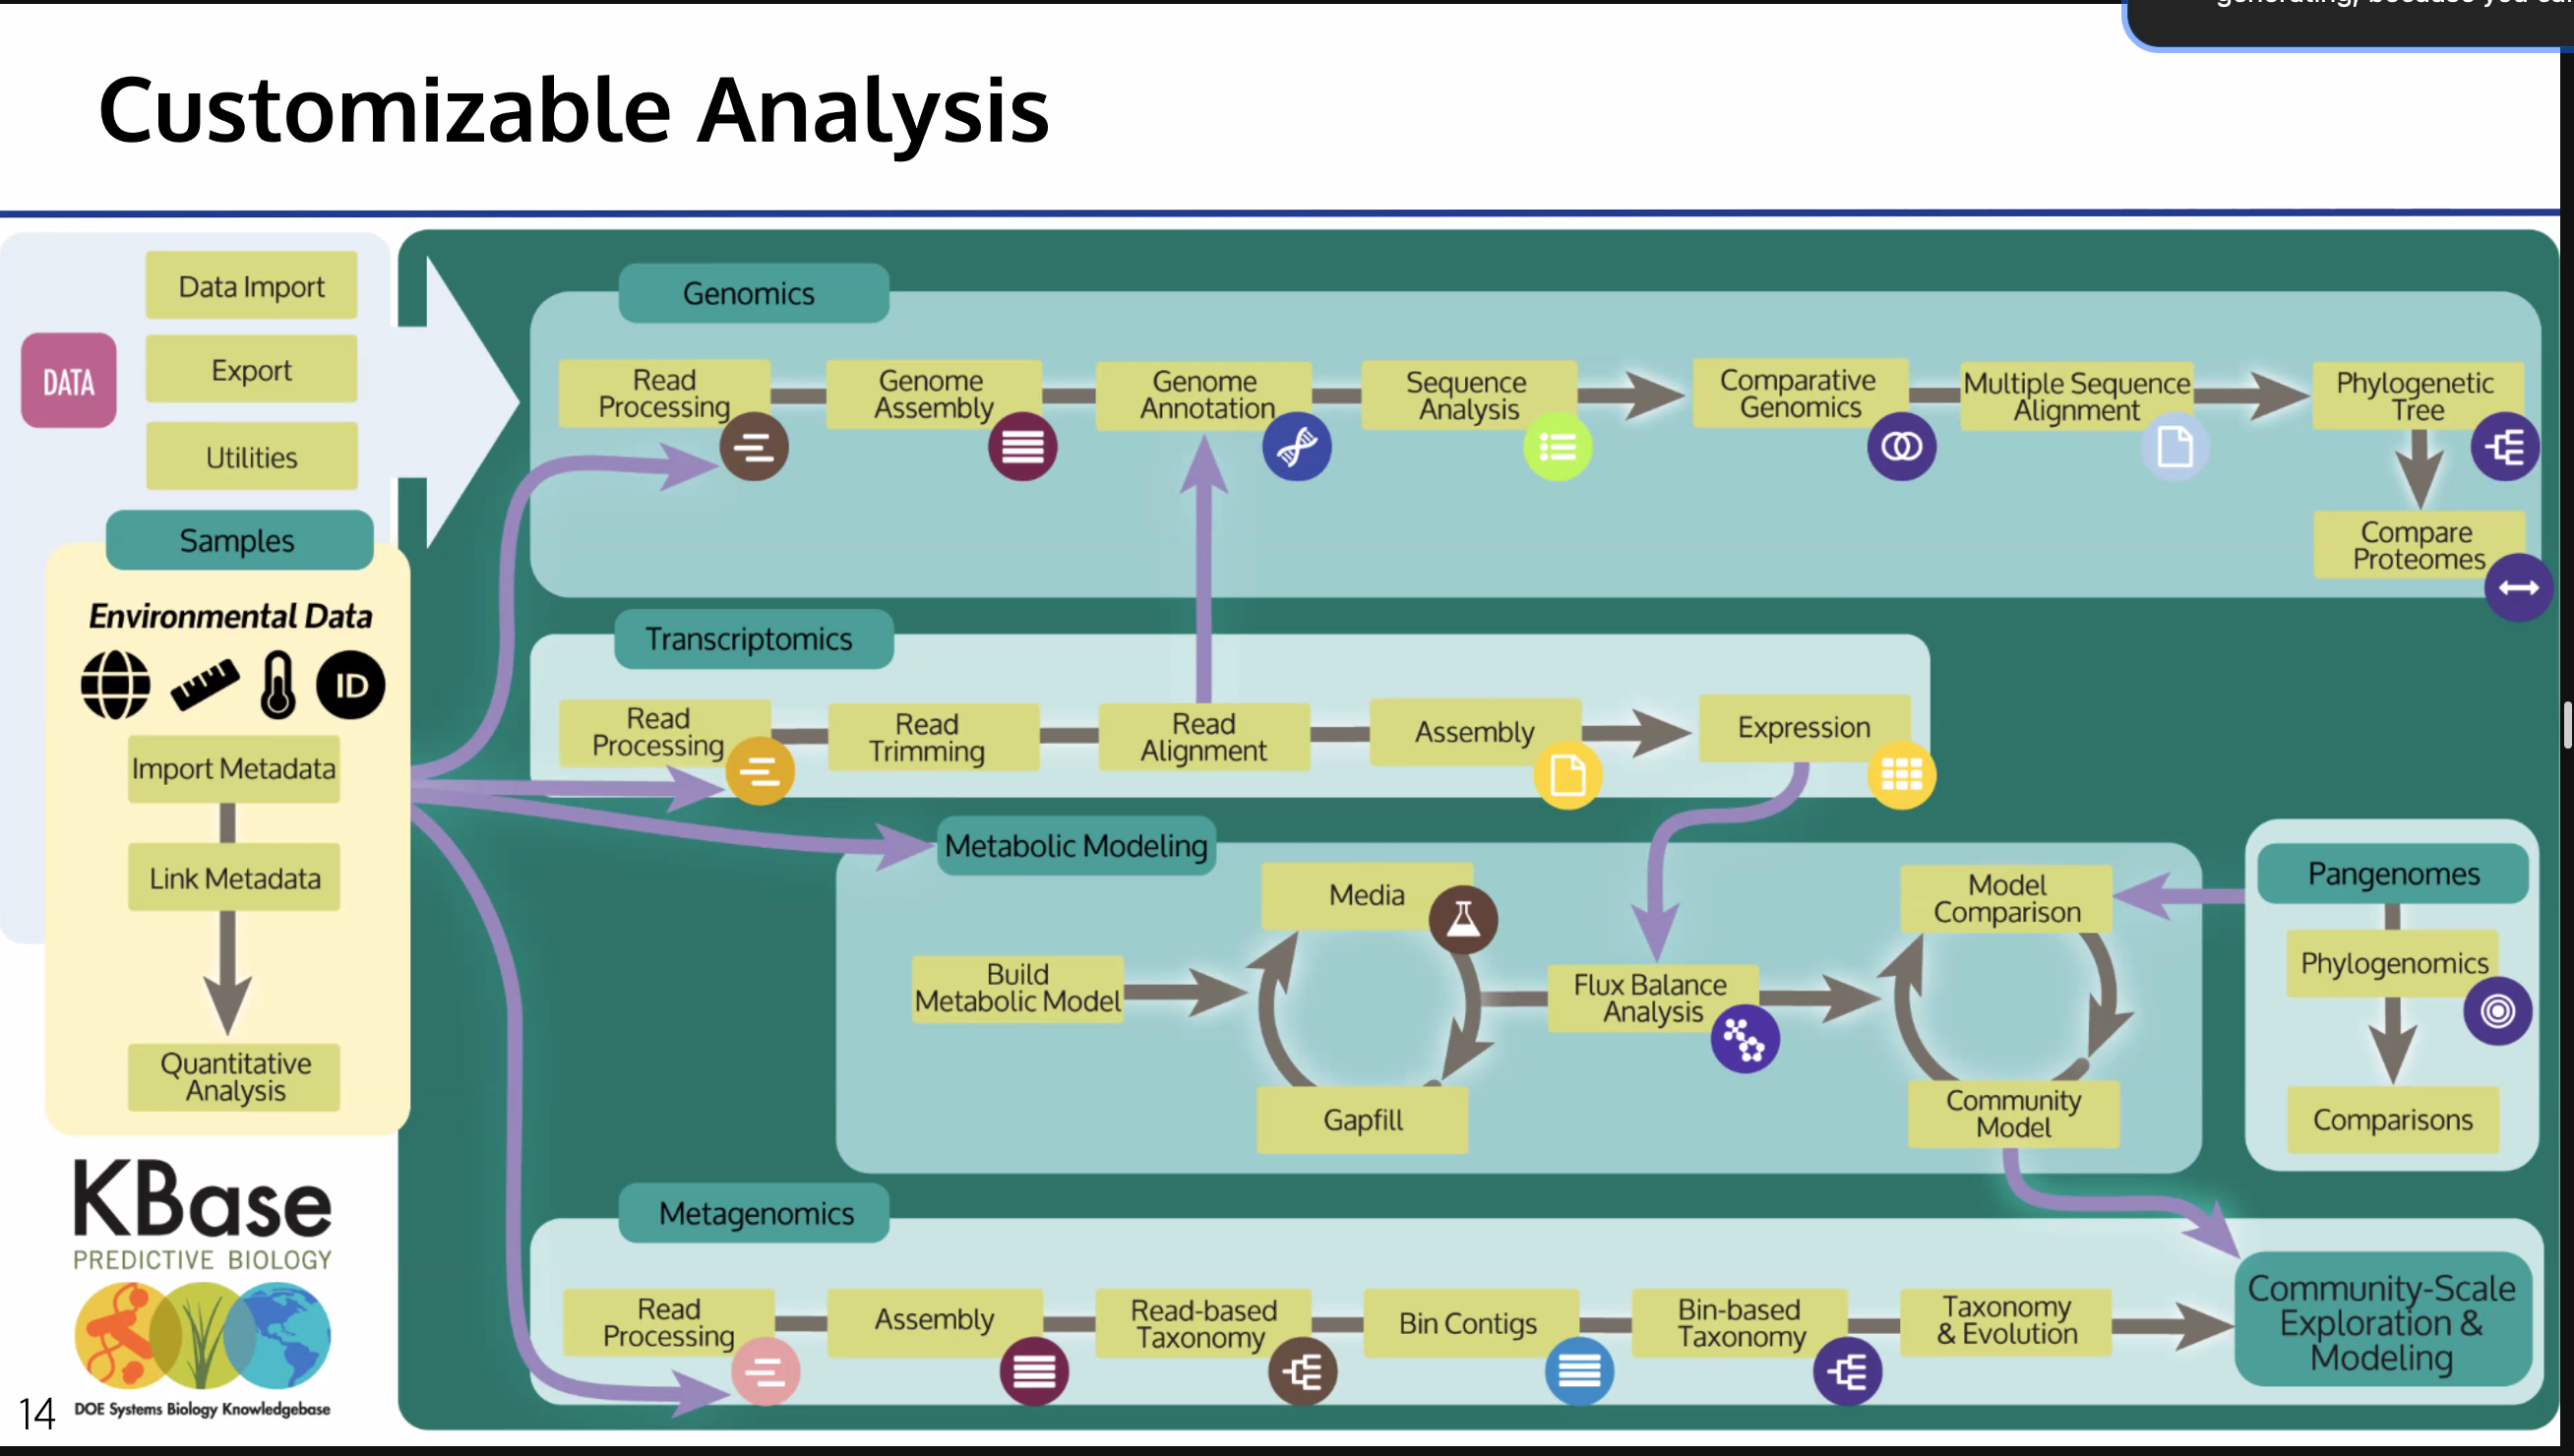 generating, because you can
Customizable Analysis
Data Import
DATA
Export
Utilities
Samples
Environmental Data
ID
Import Metadata
Link Metadata
Quantitative
Analysis
KBase
PREDICTIVE BIOLOGY
DOE Systems Biology Knowledgebase
14
Genomics
Read
Processing
Genome
Assembly
Genome
Annotation
Sequence
Analysis
Comparative
Genomics
Multiple Sequence
Alignment
Phylogenetic
Tree
Compare
Proteomes
Transcriptomics
Read
Processing
Read
Trimming
Read
Alignment
Assembly
Expression
Metabolic Modeling
Build
Metabolic Model
Media
Gapfill
Flux Balance
Analysis
Model
Comparison
Community
Model
Pangenomes
Phylogenomics
Comparisons
Metagenomics
Read
Processing
Assembly
Read-based
Taxonomy
Bin Contigs
Bin-based
Taxonomy
Taxonomy
& Evolution
Community-Scale
Exploration &
Modeling